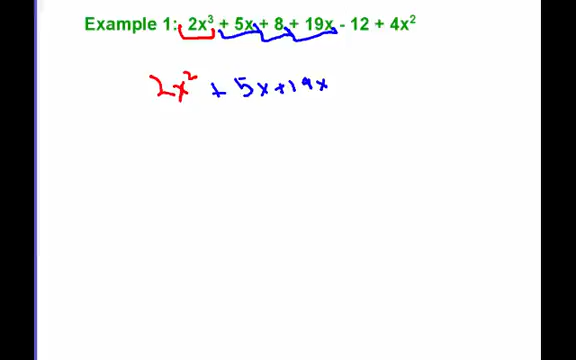 Example 1: 2x³ + 5x + 8 + 19x - 12 + 4x²
2x² + 5x + 19x